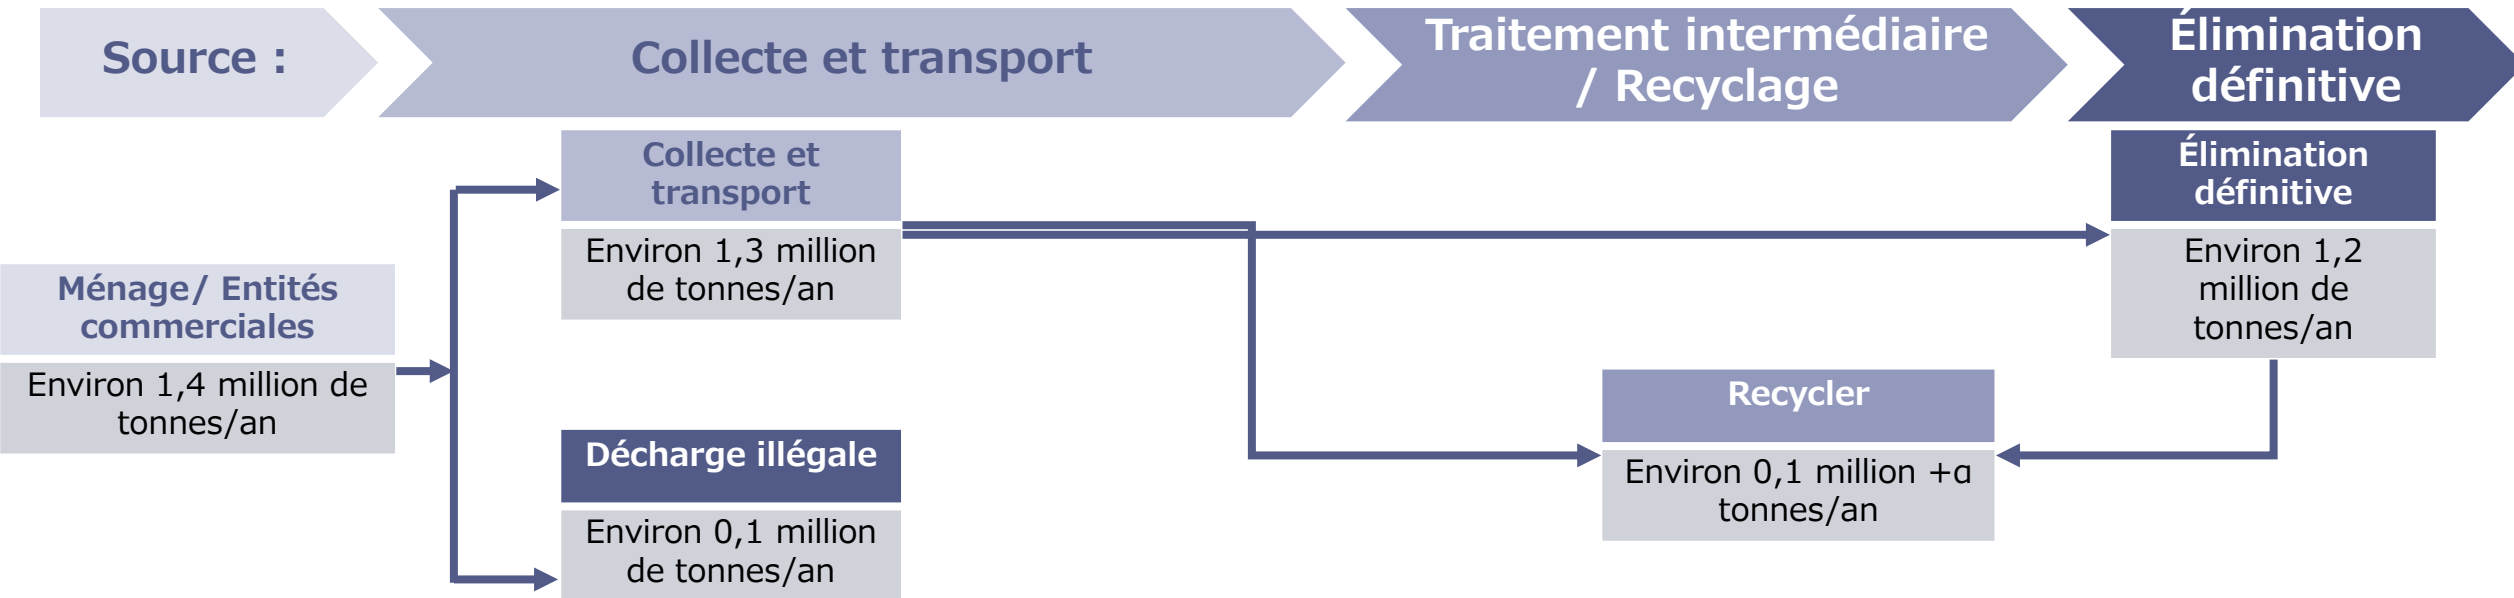 Source :
Collecte et transport
Traitement intermédiaire
/ Recyclage
Élimination
définitive
Collecte et
transport
Environ 1,3 million
de tonnes/an
Élimination
définitive
Environ 1,2
million de
tonnes/an
Ménage/ Entités
commerciales
Environ 1,4 million de
tonnes/an
Décharge illégale
Environ 0,1 million
de tonnes/an
Recycler
Environ 0,1 million +α
tonnes/an